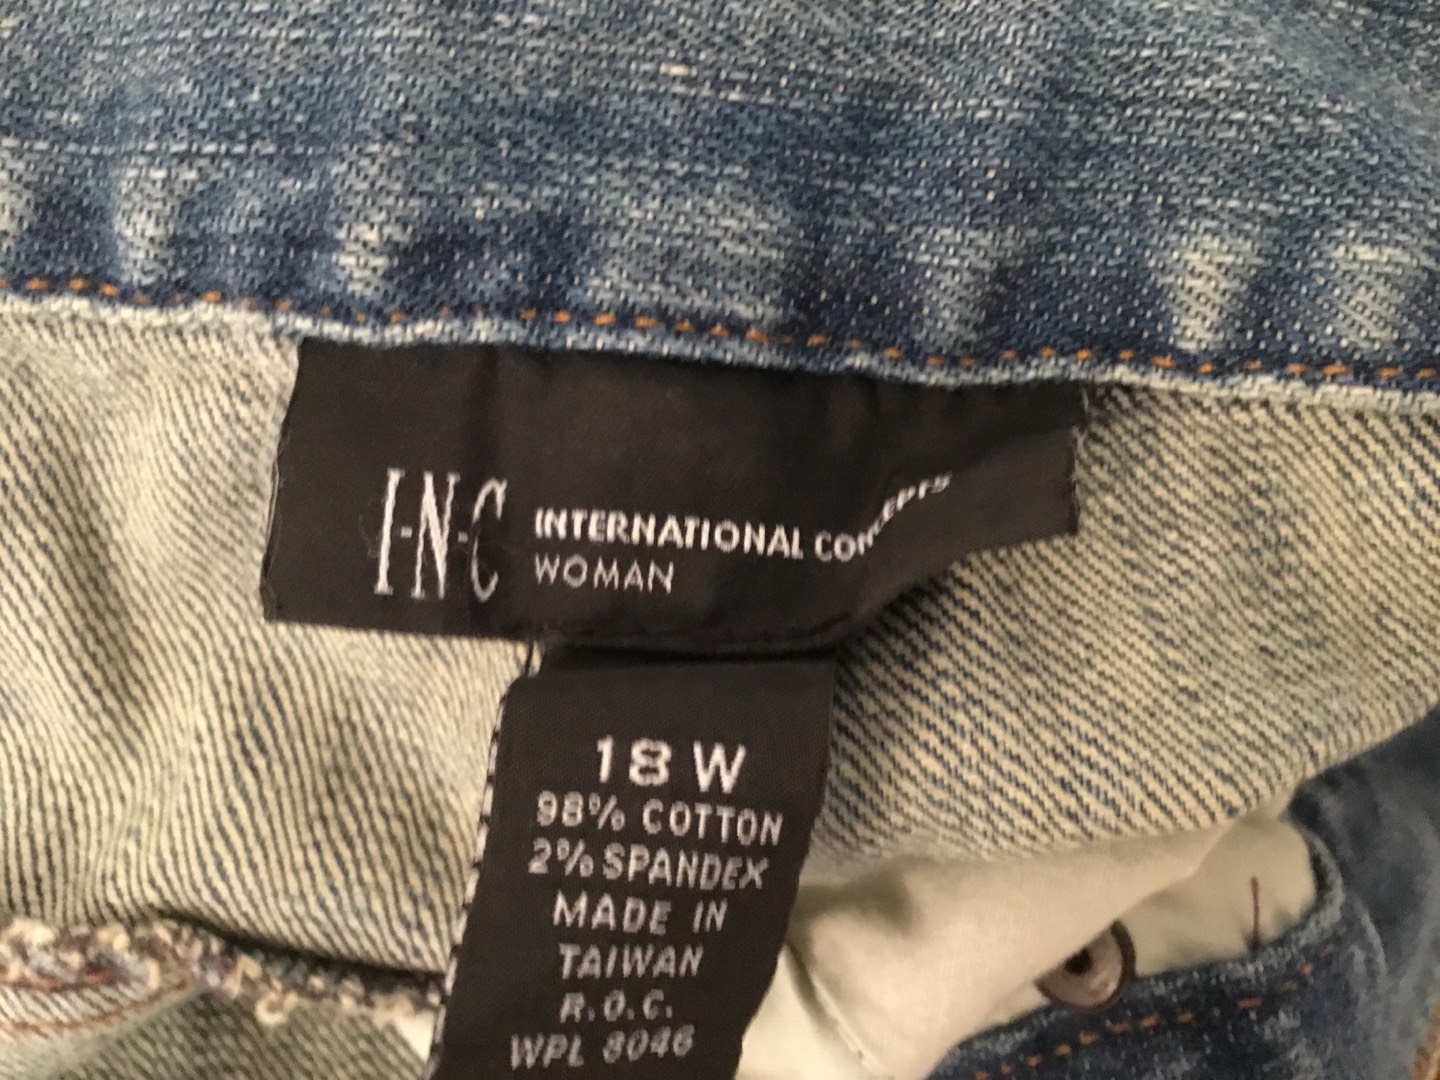 I-N-C INTERNATIONAL CONCEPTS
WOMAN
18 W
98% COTTON
2% SPANDEX
MADE IN
TAIWAN
R.O.C.
WPL 8046